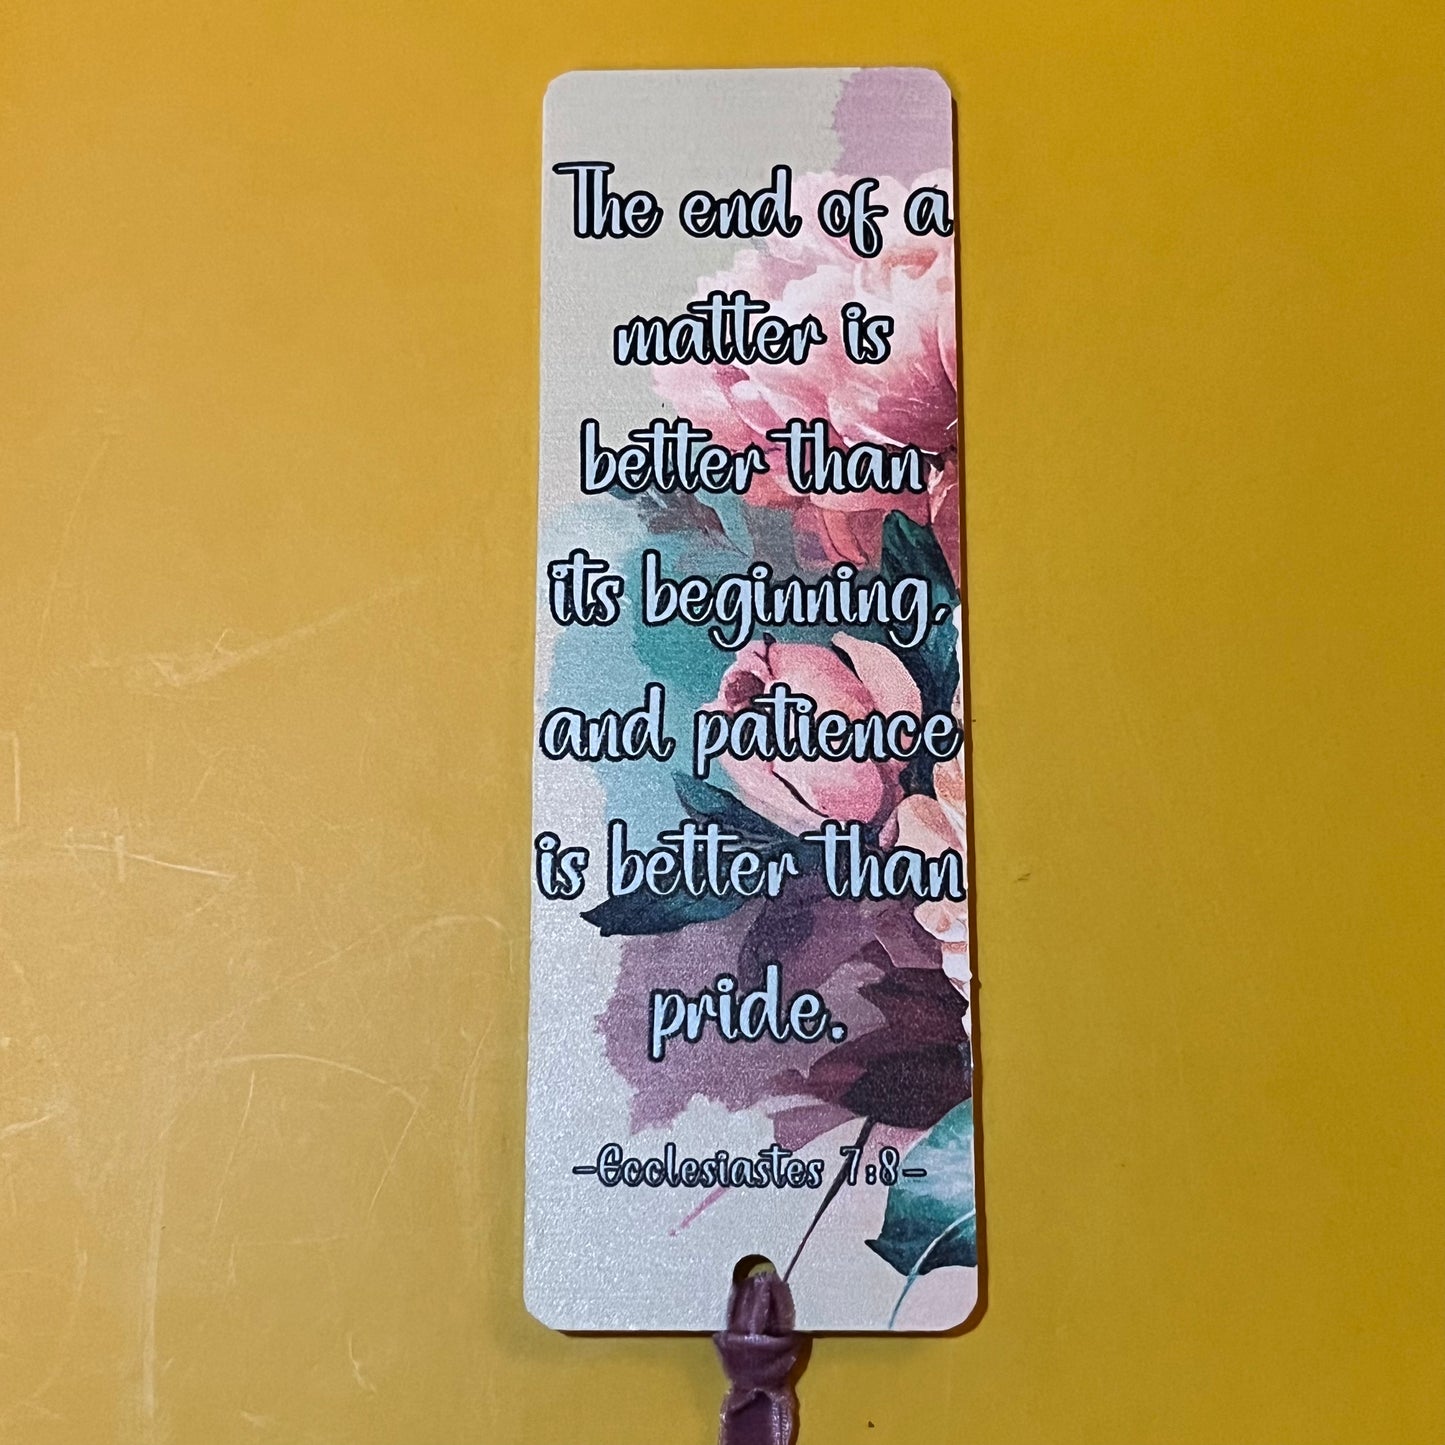 The end of a
matter is
better than
its beginning,
and patience
is better than
pride.
-Ecclesiastes 7:8-